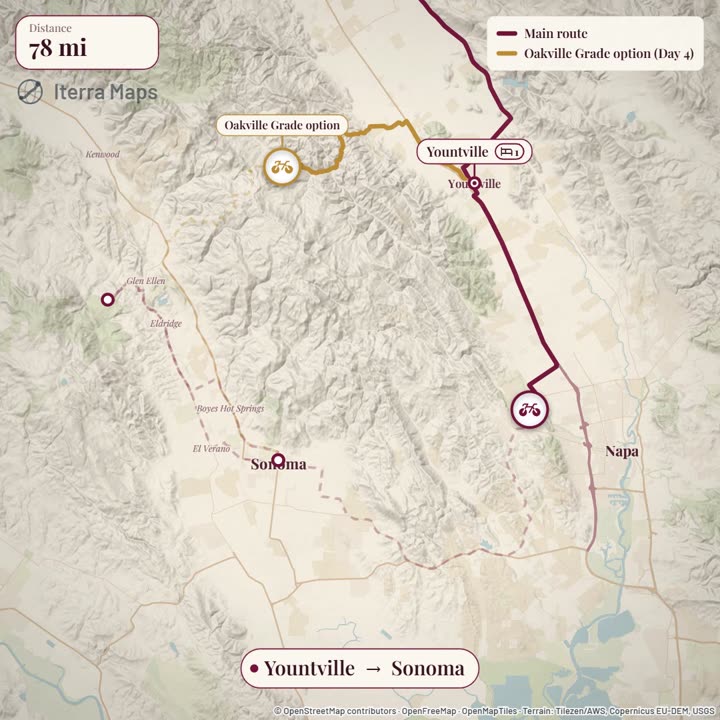 Distance
78 mi
Iterra Maps
Main route
Oakville Grade option (Day 4)
Oakville Grade option
Kenwood
Yountville 1
Yountville
Glen Ellen
Eldridge
Boyes Hot Springs
El Verano
Sonoma
Napa
Yountville → Sonoma
© OpenStreetMap contributors · OpenFreeMap · OpenMapTiles · Terrain: Tilezen/AWS, Copernicus EU-DEM, USGS